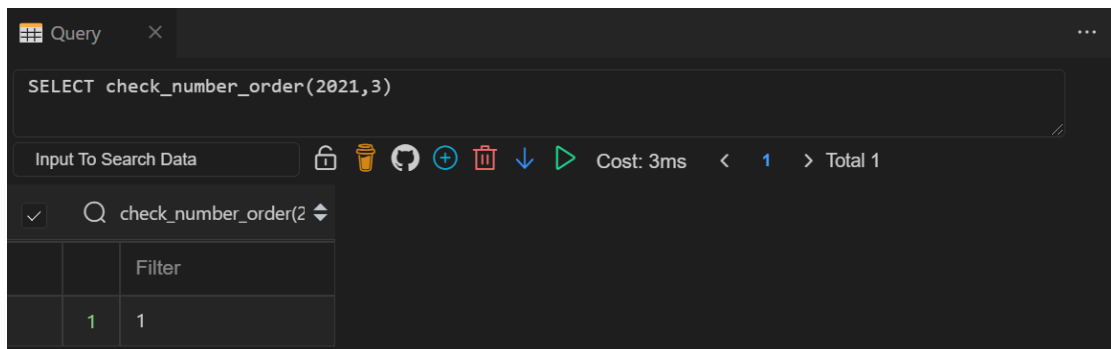 Query
SELECT check_number_order(2021,3)
Input To Search Data
Cost: 3ms
1
Total 1
check_number_order(2
Filter
1
1